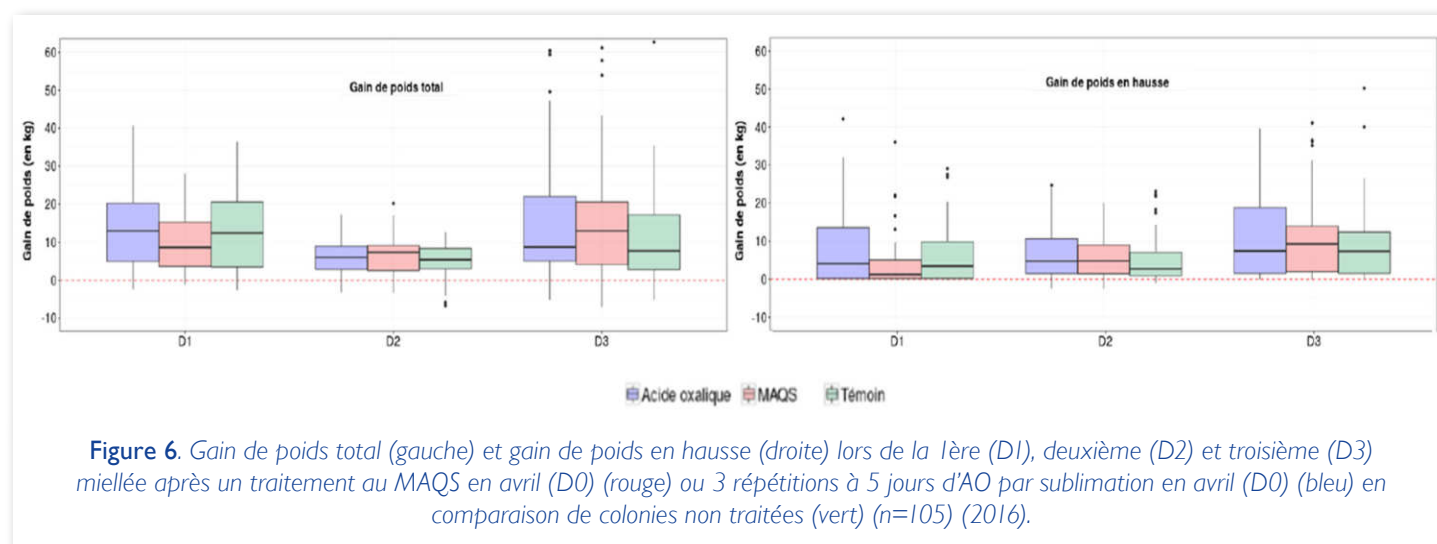 Gain de poids total
Gain de poids (en kg)
60
50
40
30
20
10
0
-10
D1
D2
D3
Gain de poids en hausse
Gain de poids (en kg)
60
50
40
30
20
10
0
-10
D1
D2
D3
Acide oxalique MAQS Témoin
Figure 6. Gain de poids total (gauche) et gain de poids en hausse (droite) lors de la 1ère (D1), deuxième (D2) et troisième (D3)
miellée après un traitement au MAQS en avril (D0) (rouge) ou 3 répétitions à 5 jours d'AO par sublimation en avril (D0) (bleu) en
comparaison de colonies non traitées (vert) (n=105) (2016).